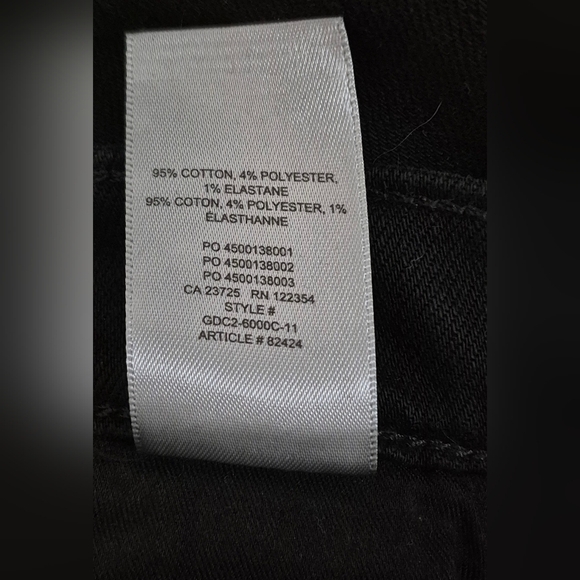 95% COTTON, 4% POLYESTER,
1% ELASTANE
95% COTON, 4% POLYESTER, 1%
ÉLASTHANNE
PO 4500138001
PO 4500138002
PO 4500138003
CA 23725 RN 122354
STYLE #
GDC2-6000C-11
ARTICLE # 82424